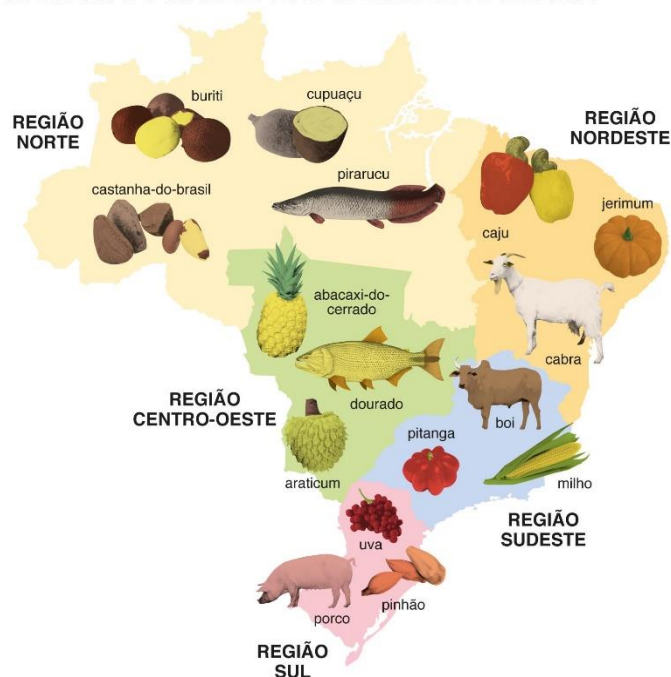 buriti
cupuaçu
REGIÃO
NORTE
REGIÃO
NORDESTE
castanha-do-brasil
pirarucu
caju
jerimum
abacaxi-do-
cerrado
cabra
REGIÃO
CENTRO-OESTE
dourado
boi
araticum
pitanga
milho
REGIÃO
SUDESTE
uva
porco
pinhão
REGIÃO
SUL